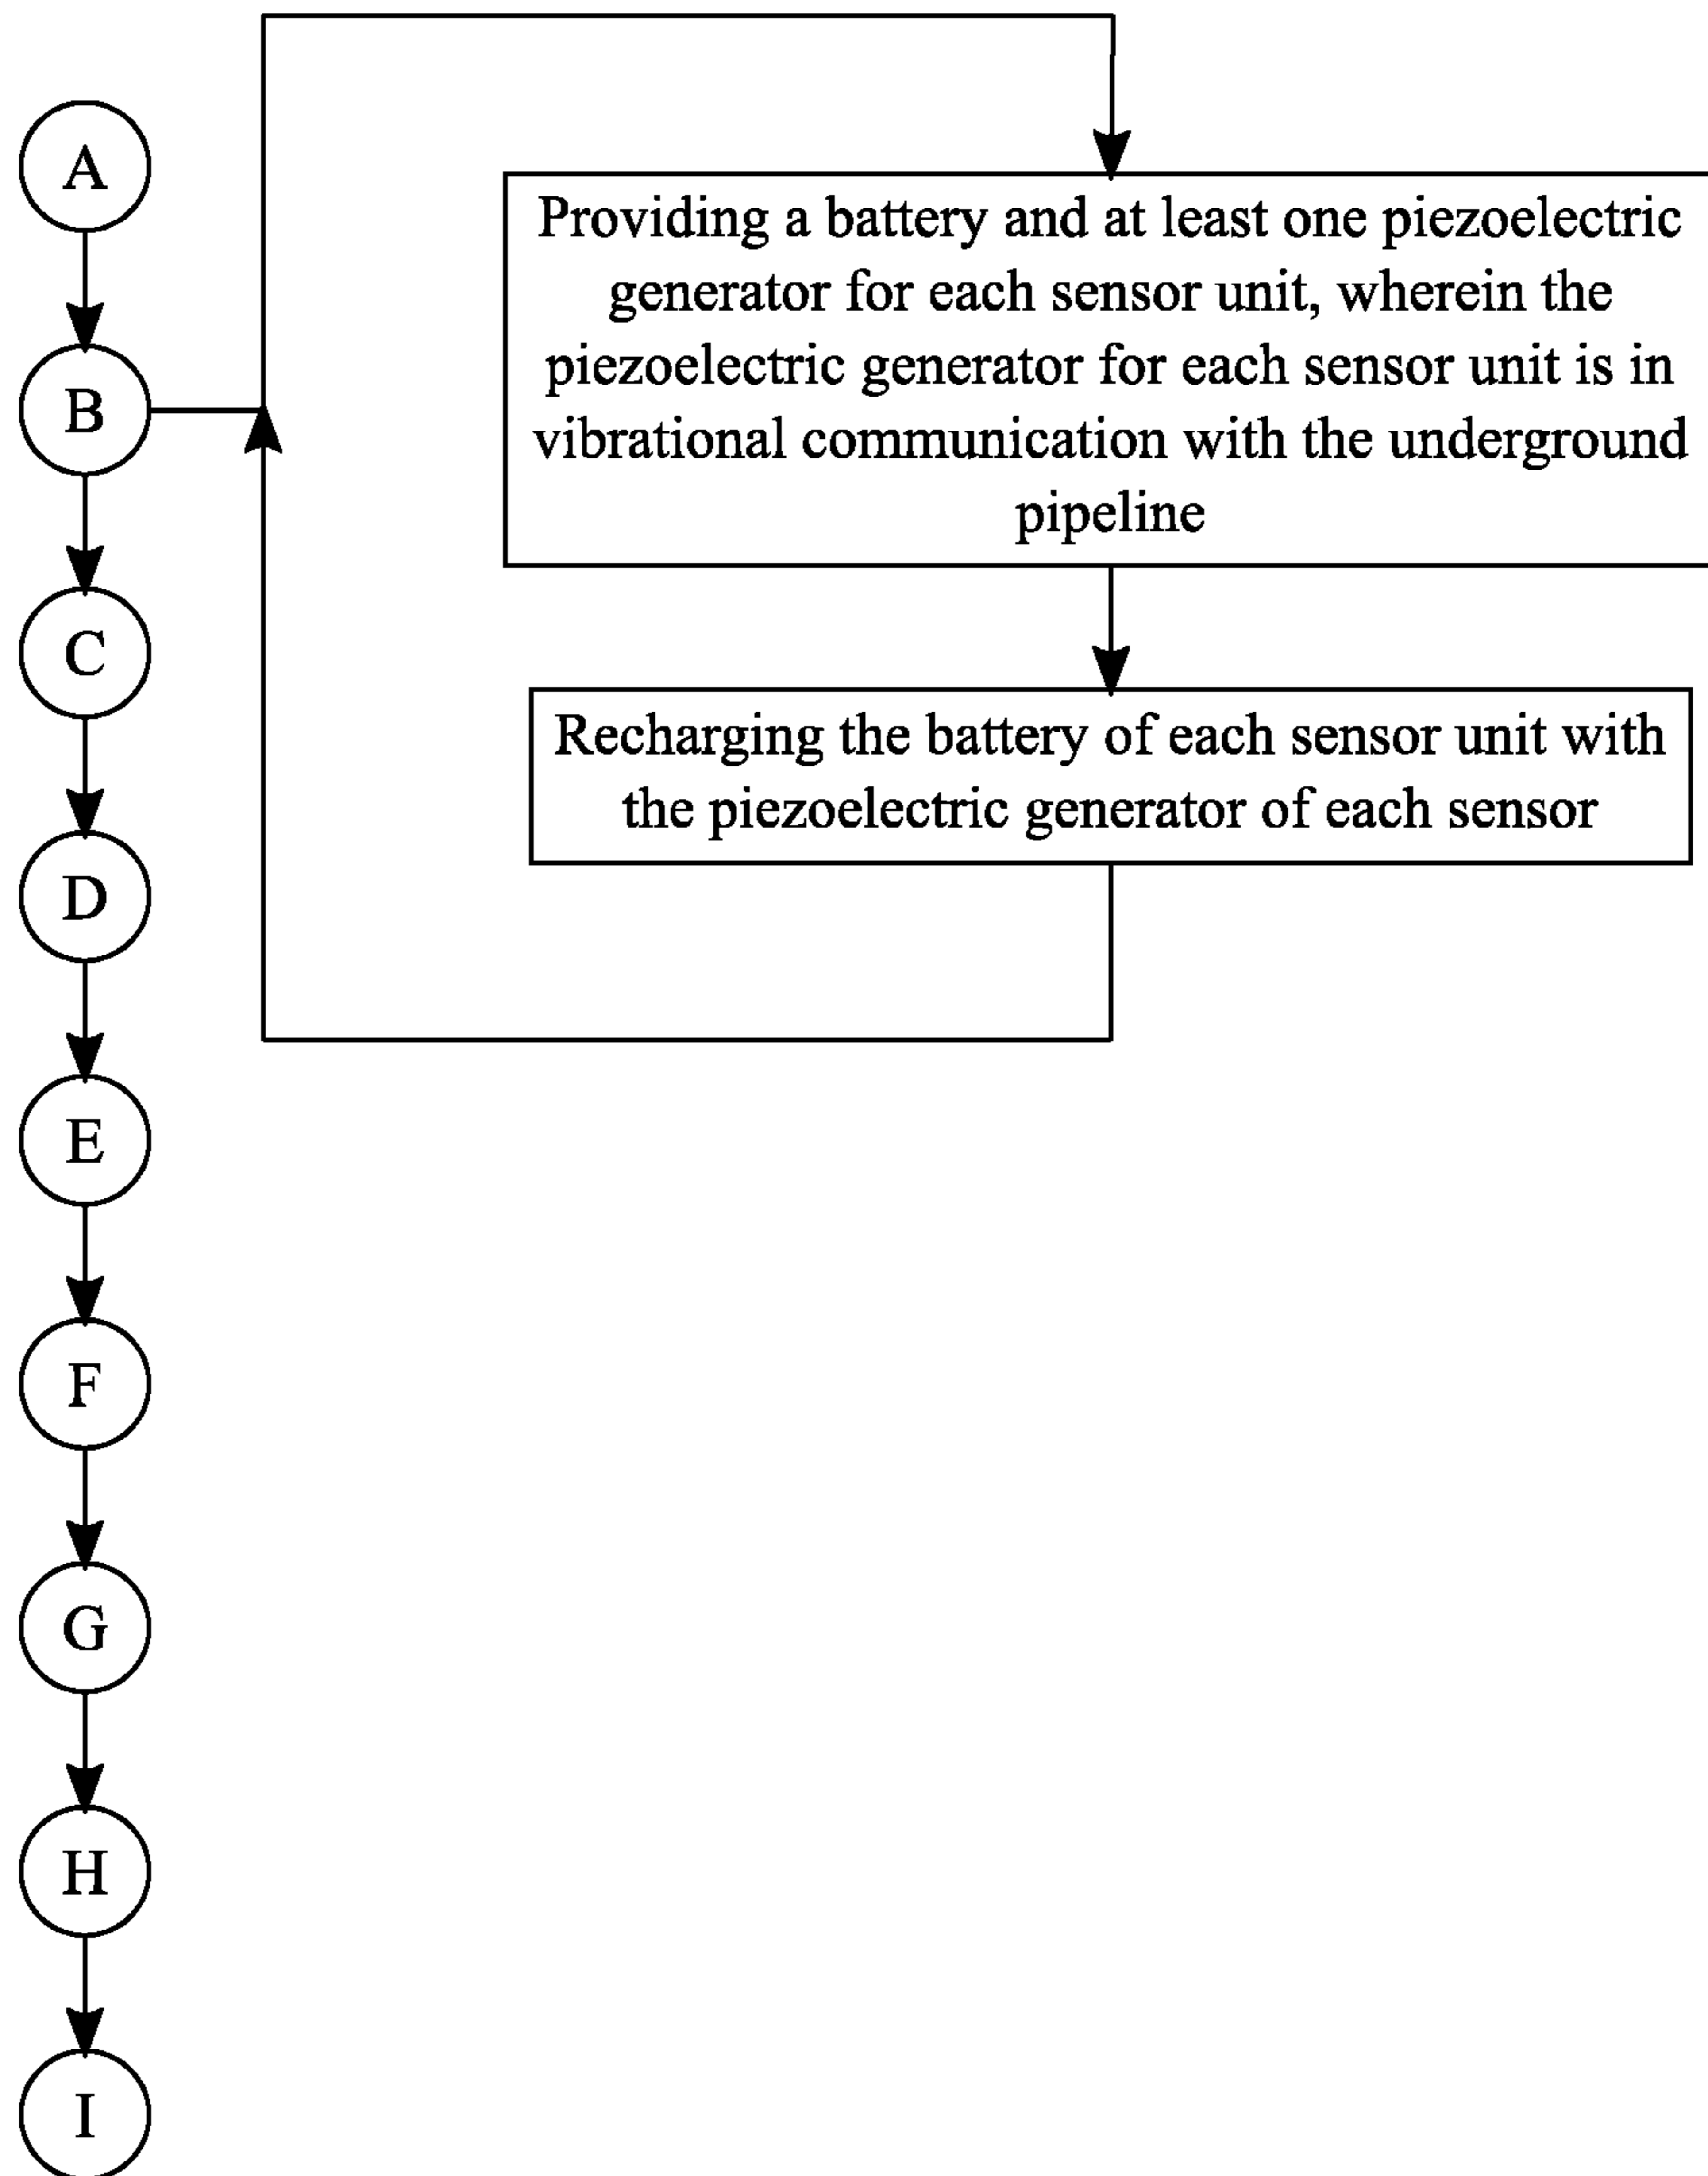 A
B
C
D
E
F
G
H
I
Providing a battery and at least one piezoelectric
generator for each sensor unit, wherein the
piezoelectric generator for each sensor unit is in
vibrational communication with the underground
pipeline
Recharging the battery of each sensor unit with
the piezoelectric generator of each sensor